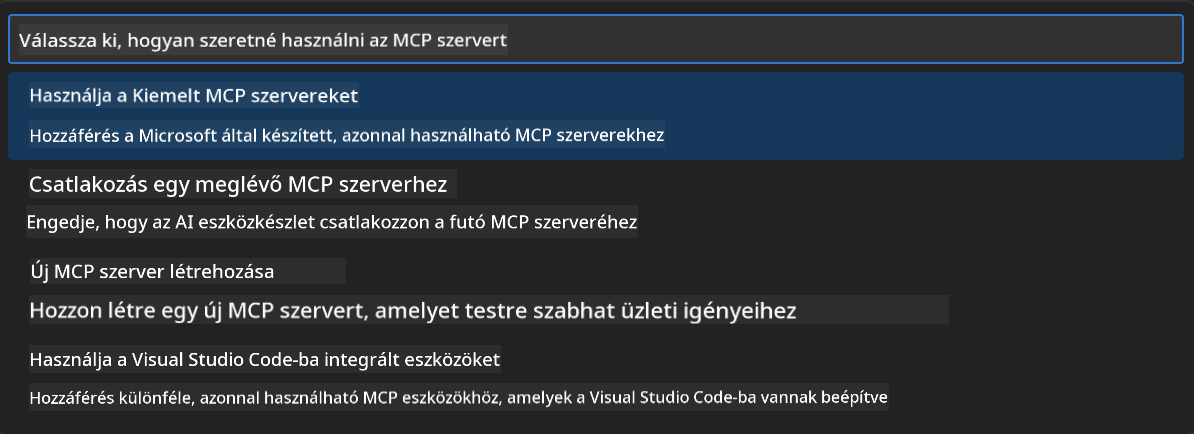 Válassza ki, hogyan szeretné használni az MCP szervert
Használja a Kiemelt MCP szervereket
Hozzáférés a Microsoft által készített, azonnal használható MCP szerverekhez
Csatlakozás egy meglévő MCP szerverhez
Engedje, hogy az AI eszközkészlet csatlakozzon a futó MCP szerveréhez
Új MCP szerver létrehozása
Hozzon létre egy új MCP szervert, amelyet testre szabhat üzleti igényeihez
Használja a Visual Studio Code-ba integrált eszközöket
Hozzáférés különféle, azonnal használható MCP eszközökhöz, amelyek a Visual Studio Code-ba vannak beépítve